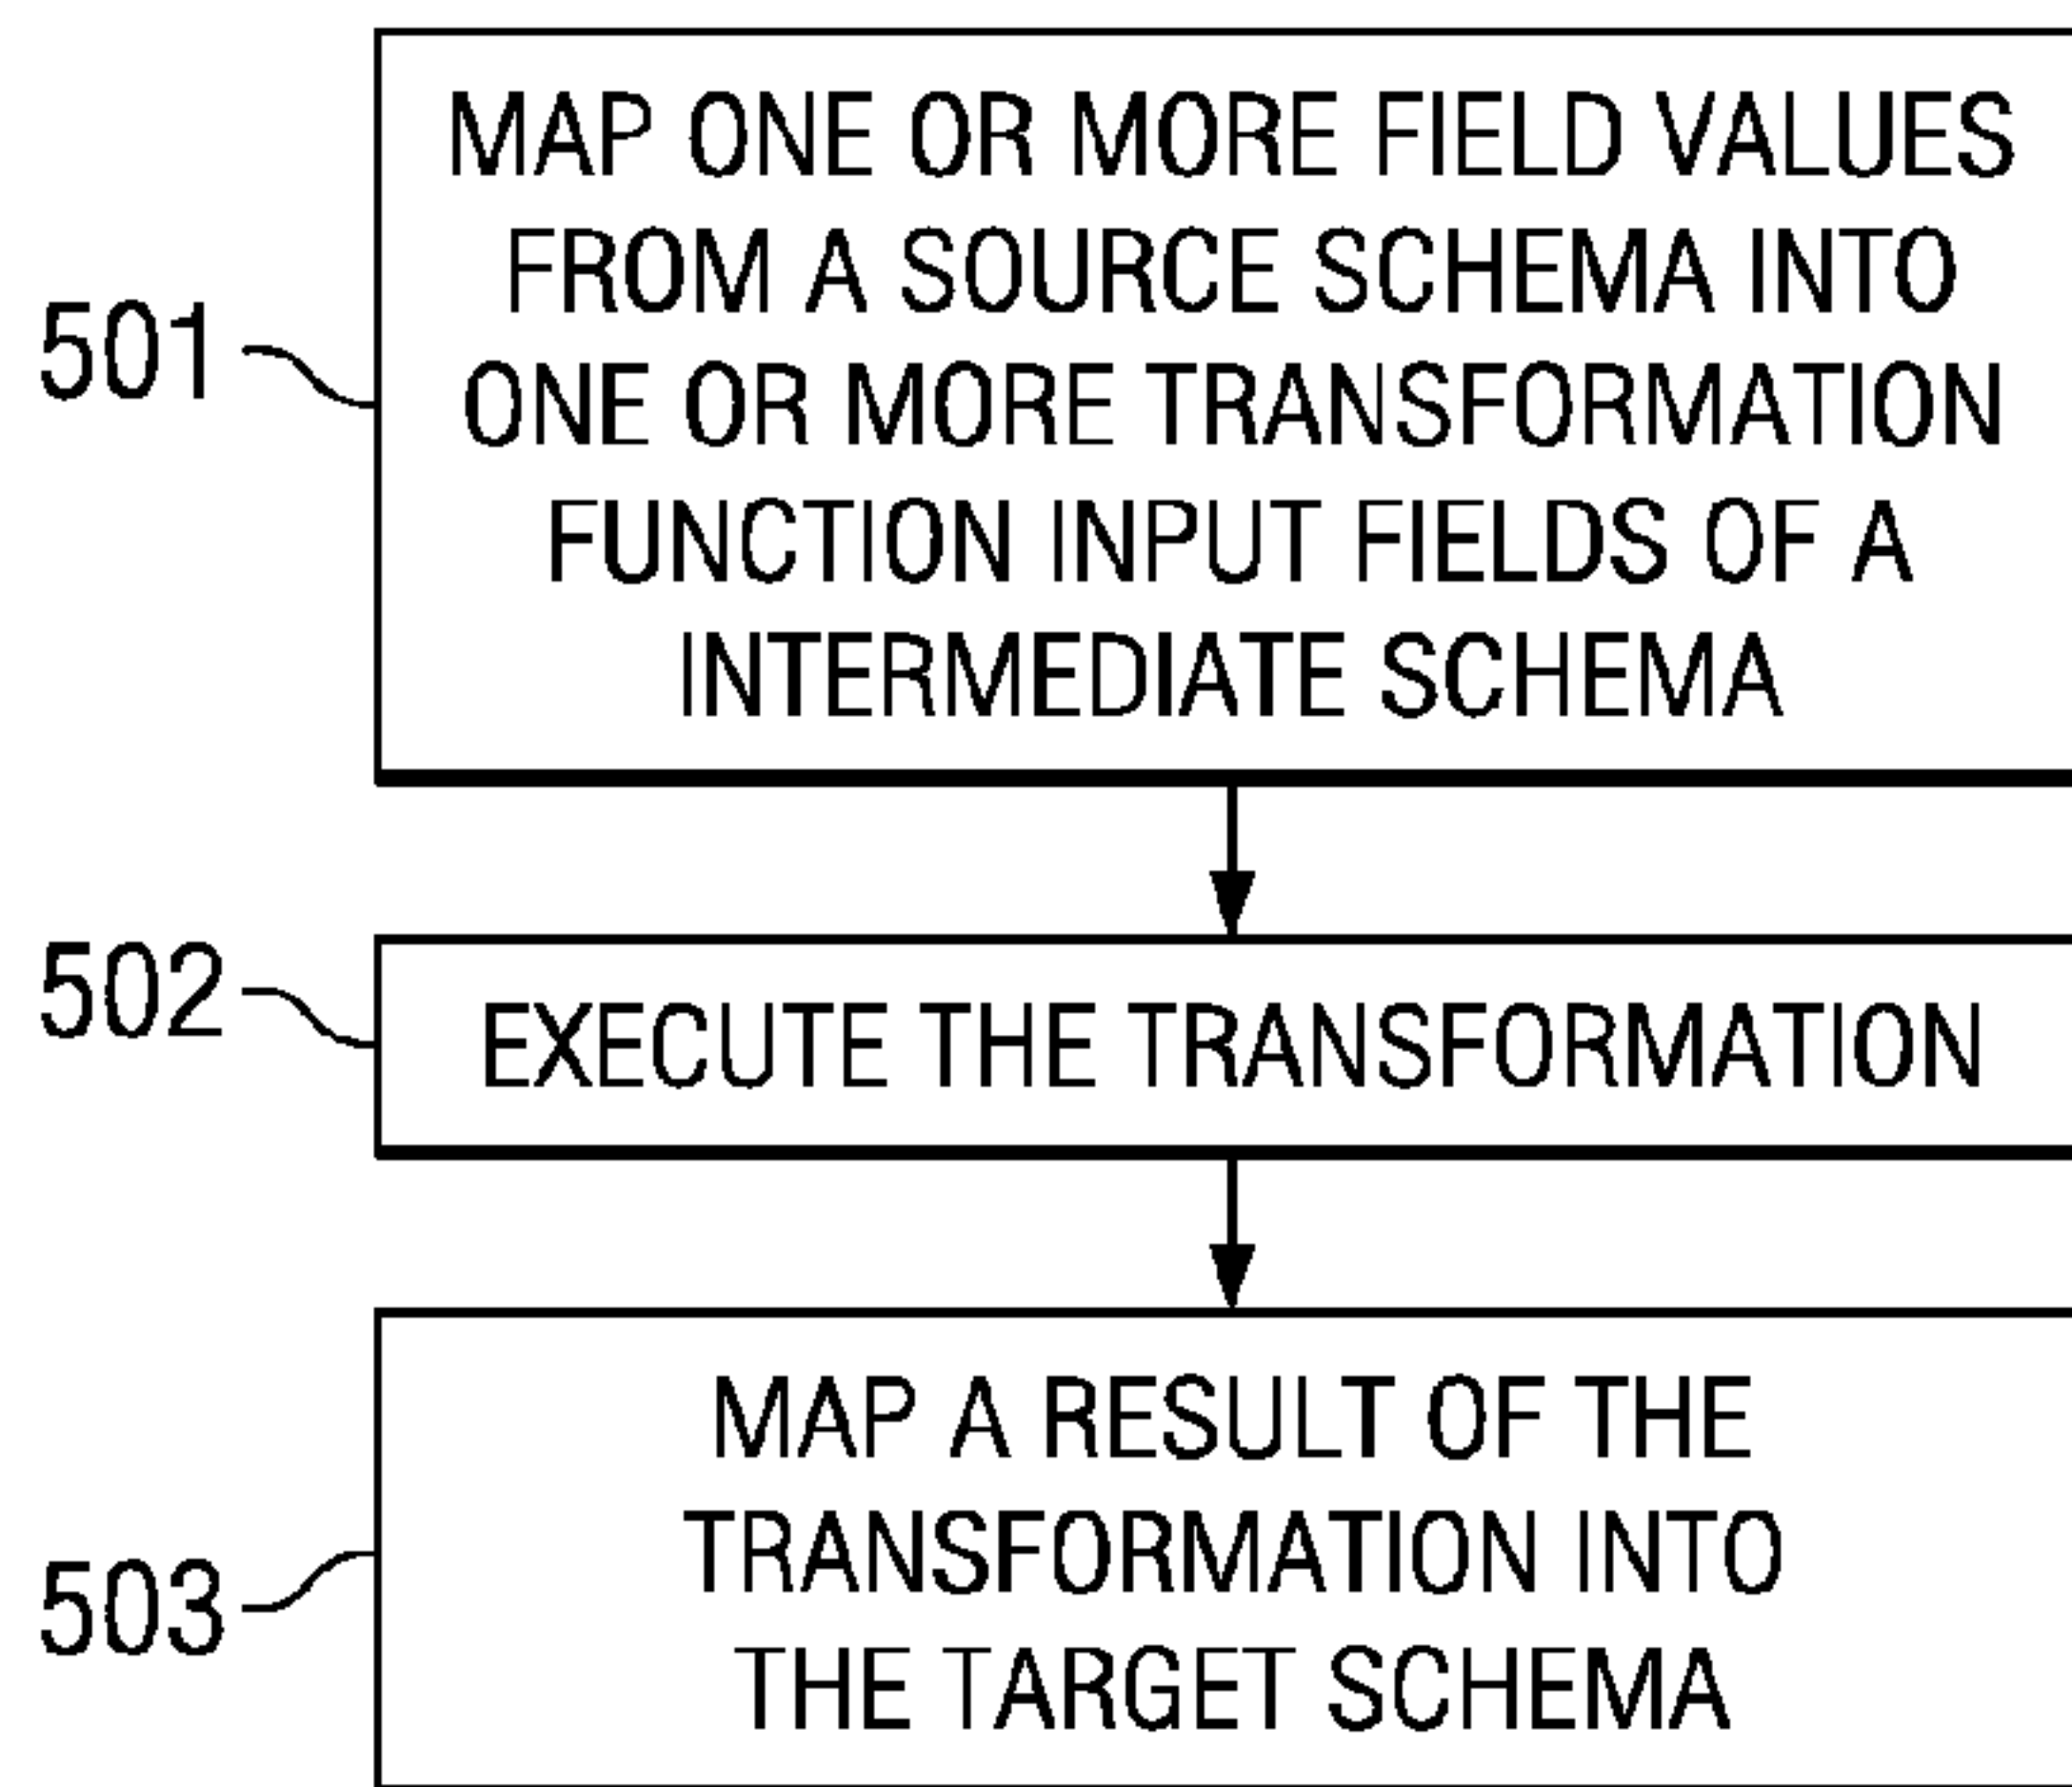 MAP ONE OR MORE FIELD VALUES
FROM A SOURCE SCHEMA INTO
501
ONE OR MORE TRANSFORMATION
FUNCTION INPUT FIELDS OF A
INTERMEDIATE SCHEMA
502
EXECUTE THE TRANSFORMATION
MAP A RESULT OF THE
TRANSFORMATION INTO
503
THE TARGET SCHEMA